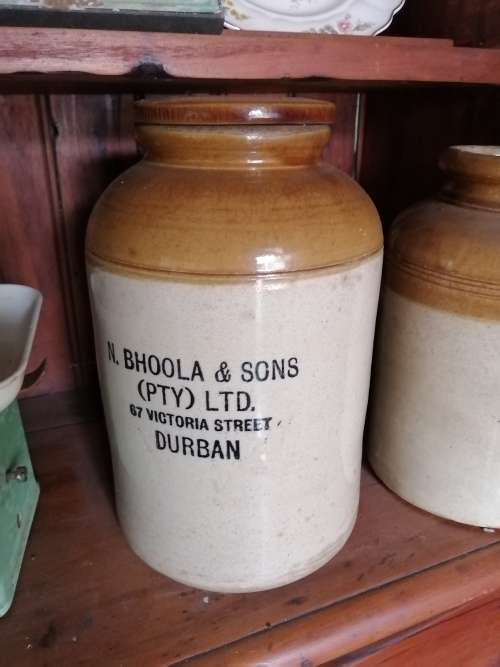 N. BHOOLA & SONS
(PTY) LTD.
67 VICTORIA STREET
DURBAN